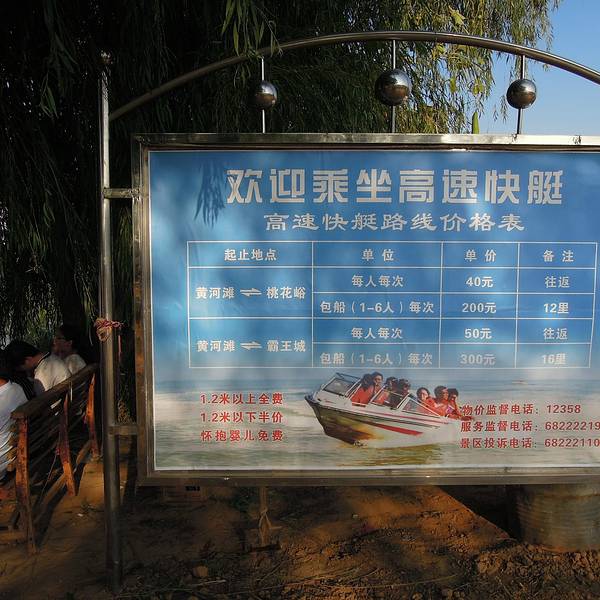 欢迎乘坐高速快艇
高速快艇路线价格表
起止地点 单位 单价 备注
黄河滩 ⇌ 桃花峪 每人每次 40元 往返
包船（1-6人）每次 200元 12里
黄河滩 ⇌ 霸王城 每人每次 50元 往返
包船（1-6人）每次 300元 16里
1.2米以上全费
1.2米以下半价
怀抱婴儿免费
物价监督电话：12358
服务监督电话：68222219
景区投诉电话：68222110